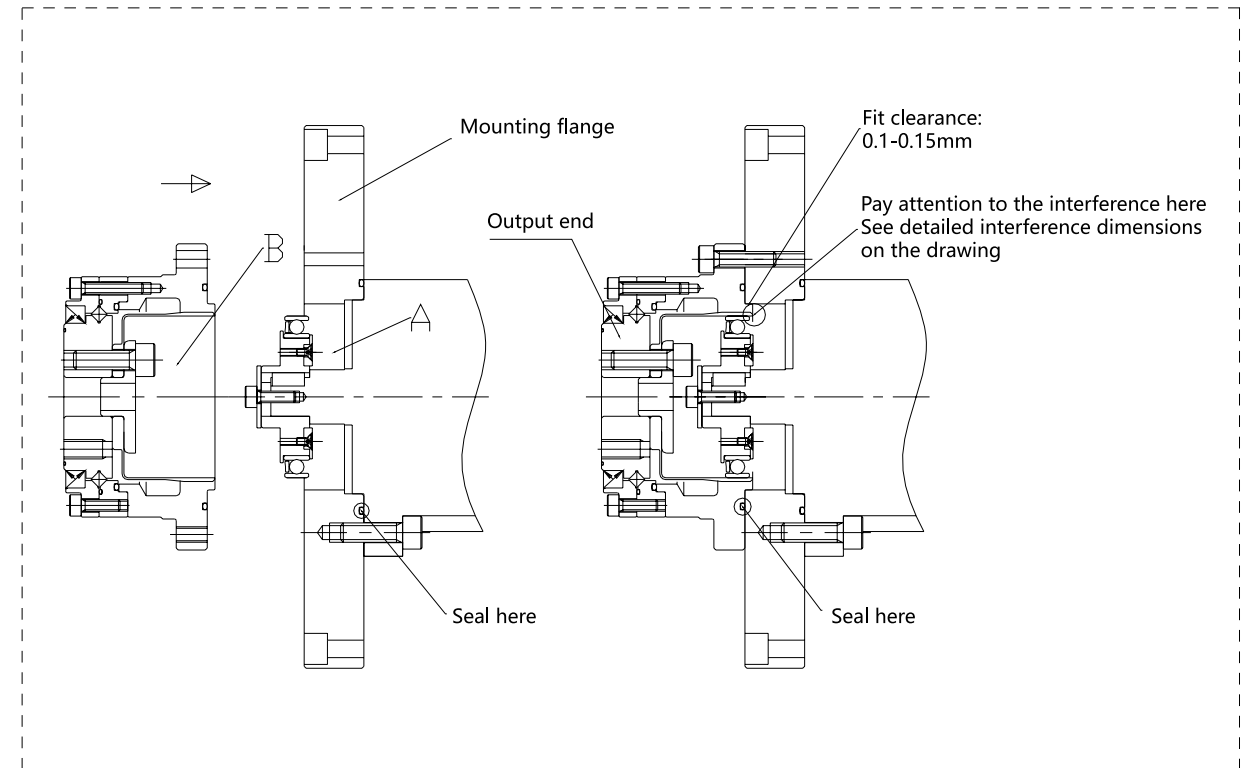 Mounting flange
B
Output end
A
Seal here
Fit clearance:
0.1-0.15mm
Pay attention to the interference here
See detailed interference dimensions
on the drawing
Seal here